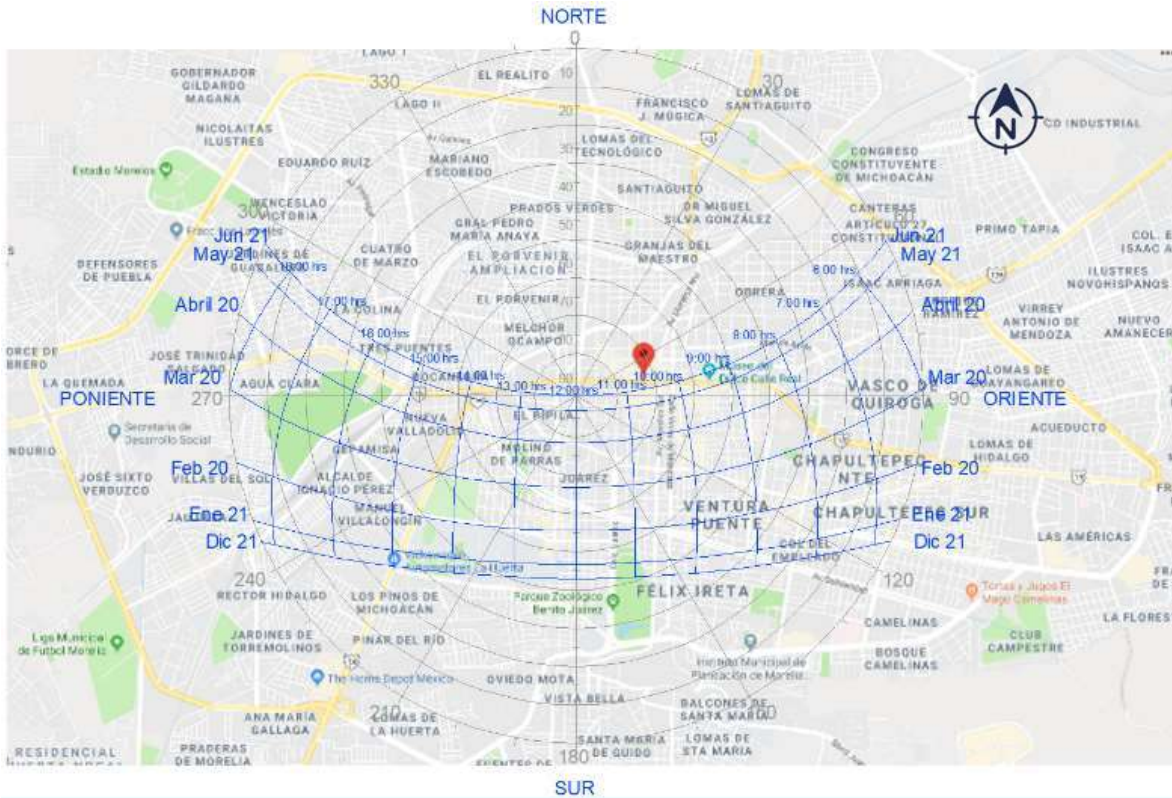 NORTE
0
LAGO I
GOBERNADOR
GILDARDO
MAGAÑA
330
LAGO II
EL REALITO
10
20
30
FRANCISCO
J. MÚGICA
LOMAS DE
SANTIAGUITO
N
CD INDUSTRIAL
NICOLAITAS
ILUSTRES
Estadio Morelos
EDUARDO RUIZ
MARIANO
ESCOBEDO
30
LOMAS DEL
TECNOLÓGICO
CONGRESO
CONSTITUYENTE
DE MICHOACÁN
WENCESLAO
VICTORIA
300
40
SANTIAGUITO
PRADOS VERDES
DR MIGUEL
SILVA GONZÁLEZ
CANTERAS
60
PRIMO TAPIA
GRAL PEDRO
MARÍA ANAYA
50
GRANJAS DEL
MAESTRO
Jun 21
May 21
Jun 21
May 21
DEFENSORES
DE PUEBLA
CUATRO
DE MARZO
EL PORVENIR
AMPLIACIÓN
18:00 hrs
6:00 hrs
ISAAC ARRIAGA
ILUSTRES
NOVOHISPANOS
Abril 20
17:00 hrs
LA COLINA
EL PORVENIR
70
OBRERA
7:00 hrs
Abril 20
VIRREY
ANTONIO DE
MENDOZA
NUEVO
AMANECER
16:00 hrs
TRES PUENTES
MELCHOR
OCAMPO
8:00 hrs
JOSÉ TRINIDAD
SALGADO
15:00 hrs
9:00 hrs
Mar 20
AGUA CLARA
14:00 hrs
13:00 hrs
12:00 hrs
11:00 hrs
10:00 hrs
VASCO DE
QUIROGA
Mar 20
LOMAS DE
GUAYANGAREO
LA QUEMADA
PONIENTE
270
90
ORIENTE
EL PIPILA
NUEVA
VALLADOLID
Secretaría de
Desarrollo Social
ACUEDUCTO
MOLINO
DE PARRAS
LOMAS DE
HIDALGO
CHAPULTEPEC
NTE
JOSÉ SIXTO
VERDUZCO
Feb 20
VILLAS DEL SOL
ALCALDE
IGNACIO PÉREZ
JUÁREZ
Feb 20
MANUEL
VILLALONGÍN
VENTURA
PUENTE
CHAPULTEPEC SUR
Ene 21
Ene 21
Dic 21
COL DEL
EMPLEADO
Dic 21
LAS AMÉRICAS
240
120
RECTOR HIDALGO
LOS PINOS DE
MICHOACÁN
Parque Zoológico
Benito Juárez
FÉLIX IRETA
CAMELINAS
LA FLORES
Liga Municipal
de Futbol Morelia
JARDINES DE
TORREMOLINOS
PINAR DEL RÍO
BOSQUE
CAMELINAS
CLUB
CAMPESTRE
The Home Depot México
OVIEDO MOTA
Instituto Municipal de
Planeación de Morelia...
VISTA BELLA
BALCONES DE
SANTA MARÍA
ANA MARÍA
GALLAGA
210
LOMAS DE
LA HUERTA
SANTA MARÍA
DE GUIDO
LOMAS DE
STA MARIA
RESIDENCIAL
PRADERAS
DE MORELIA
180
SUR